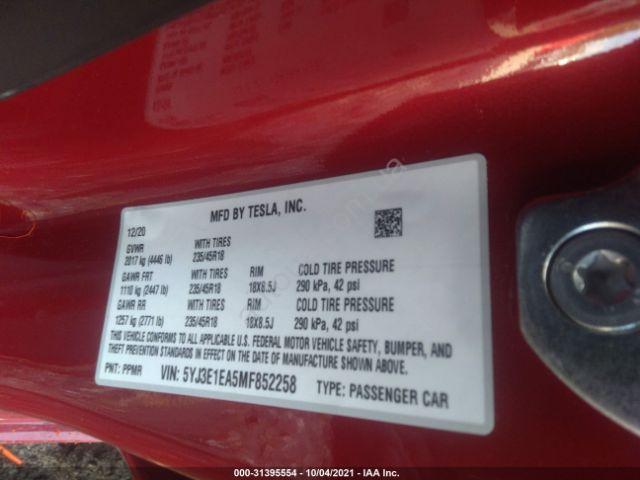 MFD BY TESLA, INC.
12/20
GVWR WITH TIRES
2017 kg (4446 lb) 235/45R18
GAWR FRT WITH TIRES RIM COLD TIRE PRESSURE
1110 kg (2447 lb) 235/45R18 18X8.5J 290 kPa, 42 psi
GAWR RR WITH TIRES RIM COLD TIRE PRESSURE
1257 kg (2771 lb) 235/45R18 18X8.5J 290 kPa, 42 psi
THIS VEHICLE CONFORMS TO ALL APPLICABLE U.S. FEDERAL MOTOR VEHICLE SAFETY, BUMPER, AND
THEFT PREVENTION STANDARDS IN EFFECT ON THE DATE OF MANUFACTURE SHOWN ABOVE.
PNT: PPMR VIN: 5YJ3E1EA5MF852258 TYPE: PASSENGER CAR
000-31395554 - 10/04/2021 - IAA Inc.